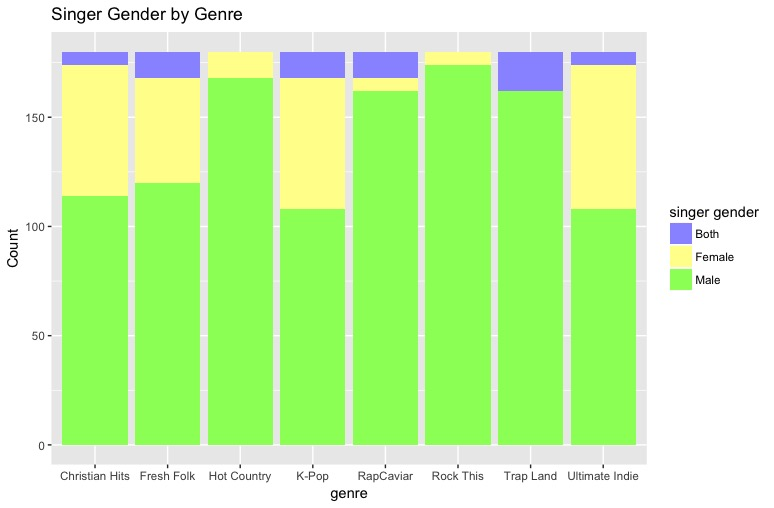 Singer Gender by Genre
Count
150
100
50
0
Christian Hits Fresh Folk Hot Country K-Pop RapCaviar Rock This Trap Land Ultimate Indie
genre
singer gender
Both
Female
Male